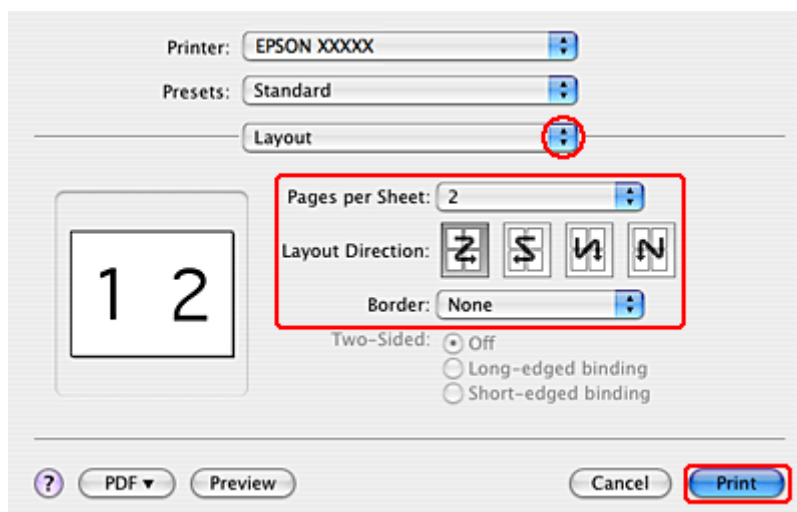 Printer: EPSON XXXXX
Presets: Standard
Layout
Pages per Sheet: 2
Layout Direction:
Border: None
1 2
Two-Sided: Off
Long-edged binding
Short-edged binding
? PDF ▼ Preview Cancel Print